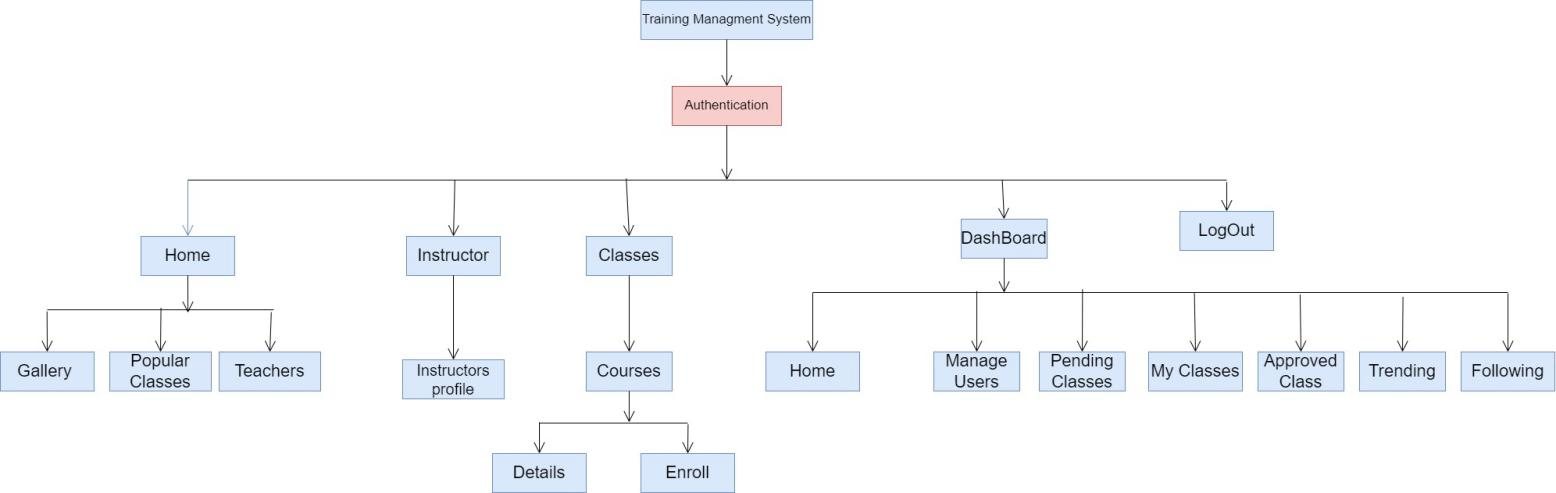 Training Managment System
Authentication
Home
Instructor
Classes
DashBoard
LogOut
Gallery
Popular
Classes
Teachers
Instructors
profile
Courses
Home
Manage
Users
Pending
Classes
My Classes
Approved
Class
Trending
Following
Details
Enroll